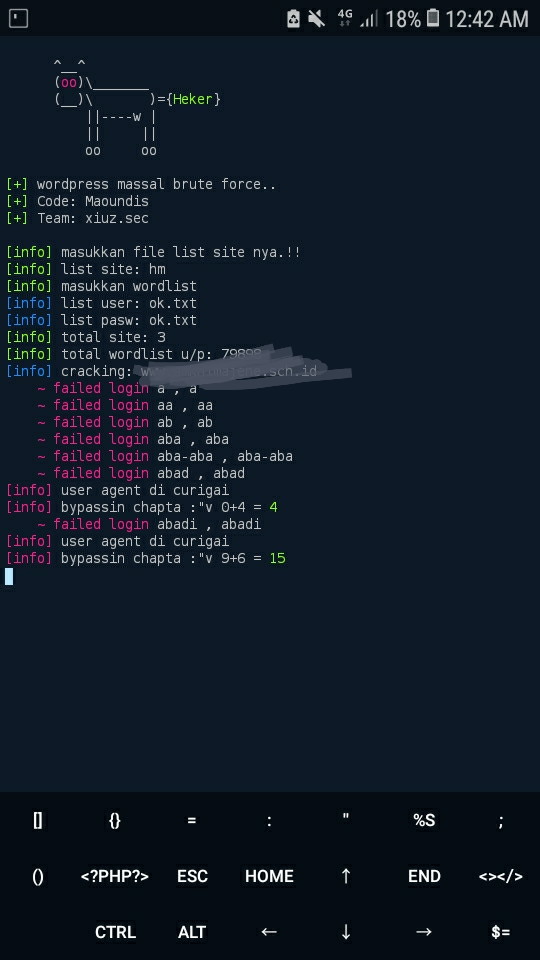 4G 18% 12:42 AM
^__^
(oo)\_______
(__)\ )={Heker}
||----w |
|| ||
oo oo
[+] wordpress massal brute force..
[+] Code: Maoundis
[+] Team: xiuz.sec
[info] masukkan file list site nya.!!
[info] list site: hm
[info] masukkan wordlist
[info] list user: ok.txt
[info] list pasw: ok.txt
[info] total site: 3
[info] total wordlist u/p:
[info] cracking:
~ failed login a , a
~ failed login aa , aa
~ failed login ab , ab
~ failed login aba , aba
~ failed login aba-aba , aba-aba
~ failed login abad , abad
[info] user agent di curigai
[info] bypassin chapta :"v 0+4 = 4
~ failed login abadi , abadi
[info] user agent di curigai
[info] bypassin chapta :"v 9+6 = 15
[] {} = : " %S ;
() <?PHP?> ESC HOME ↑ END <></>
CTRL ALT ← ↓ → $=